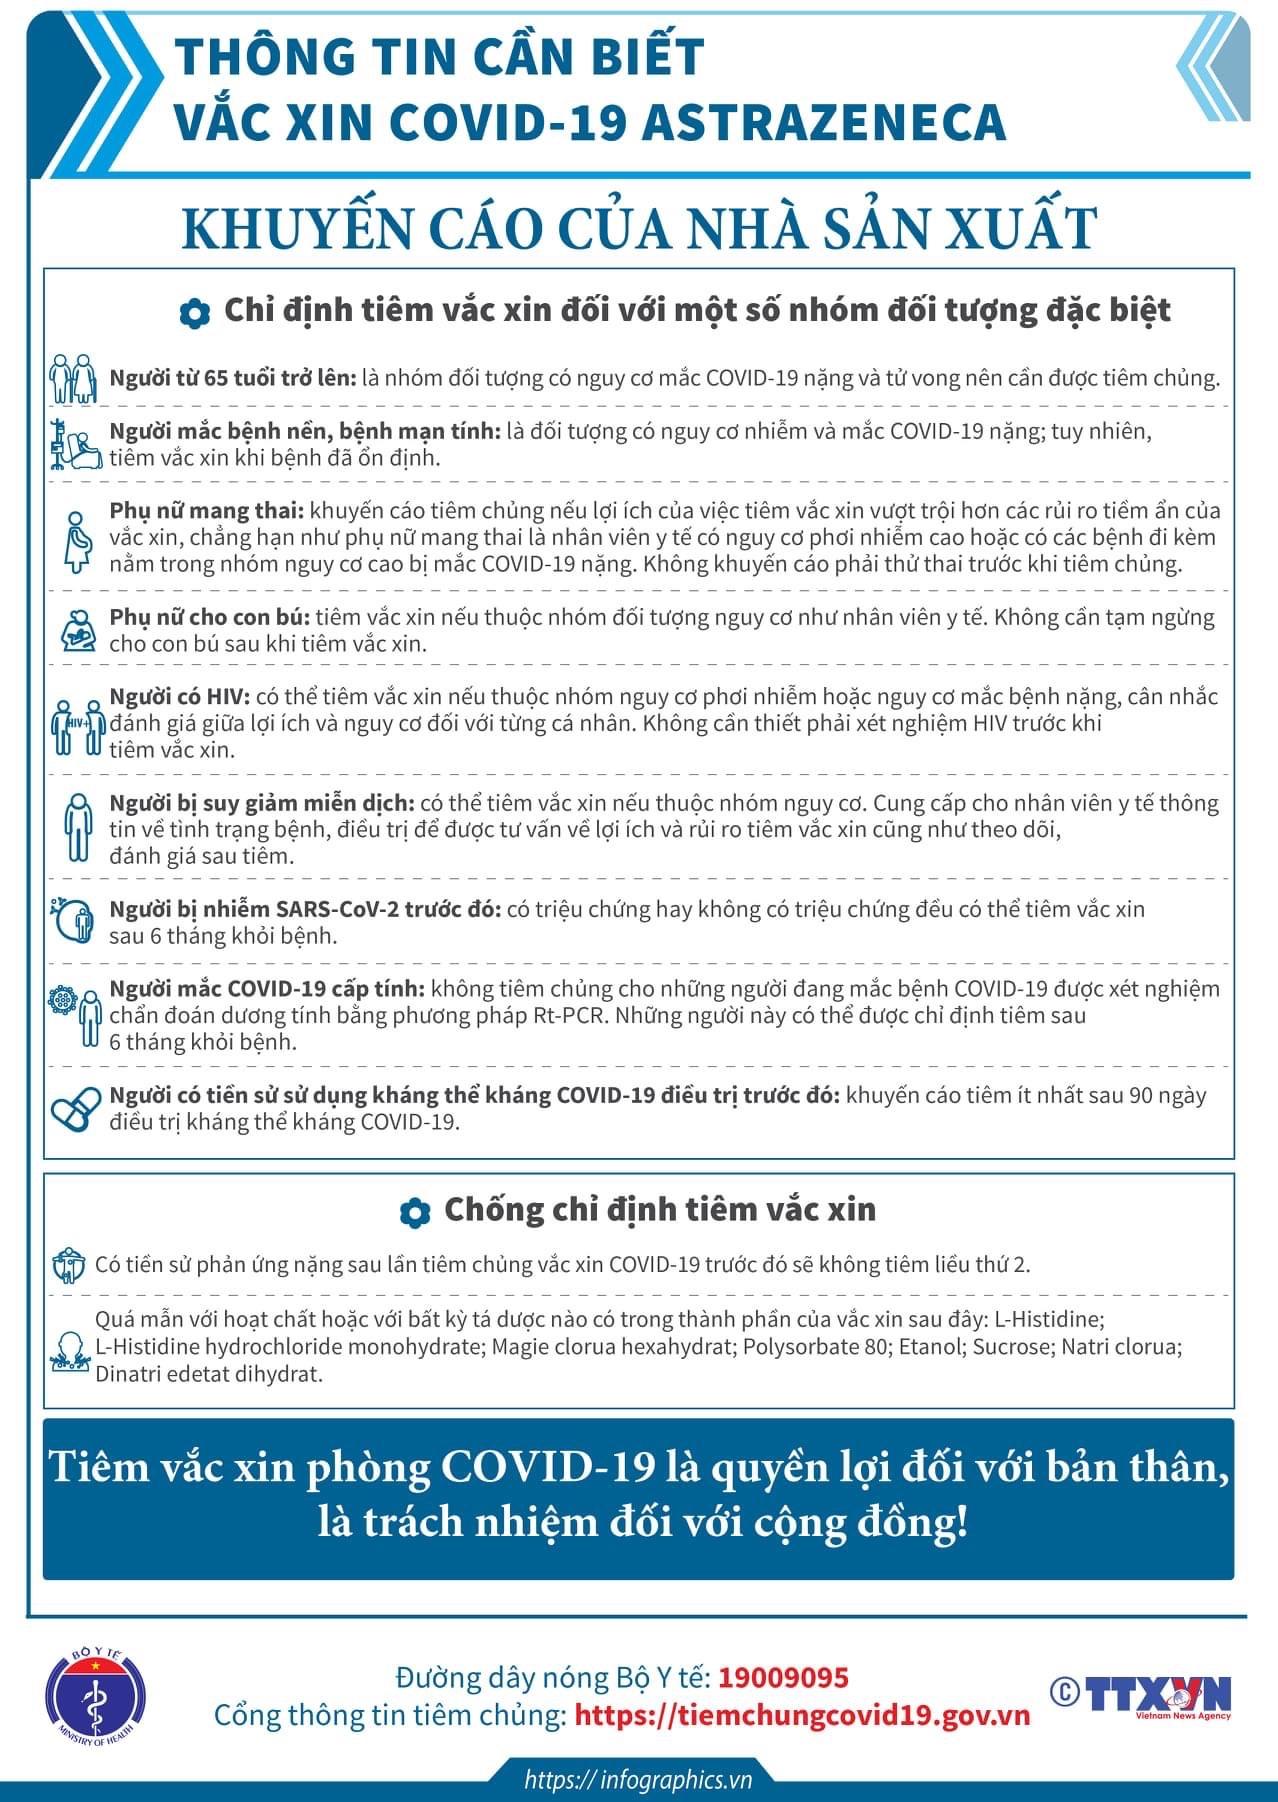 THÔNG TIN CẦN BIẾT
VẮC XIN COVID-19 ASTRAZENECA
KHUYẾN CÁO CỦA NHÀ SẢN XUẤT
Chỉ định tiêm vắc xin đối với một số nhóm đối tượng đặc biệt
Người từ 65 tuổi trở lên: là nhóm đối tượng có nguy cơ mắc COVID-19 nặng và tử vong nên cần được tiêm chủng.
Người mắc bệnh nền, bệnh mạn tính: là đối tượng có nguy cơ nhiễm và mắc COVID-19 nặng; tuy nhiên,
tiêm vắc xin khi bệnh đã ổn định.
Phụ nữ mang thai: khuyến cáo tiêm chủng nếu lợi ích của việc tiêm vắc xin vượt trội hơn các rủi ro tiềm ẩn của
vắc xin, chẳng hạn như phụ nữ mang thai là nhân viên y tế có nguy cơ phơi nhiễm cao hoặc có các bệnh đi kèm
nằm trong nhóm nguy cơ cao bị mắc COVID-19 nặng. Không khuyến cáo phải thử thai trước khi tiêm chủng.
Phụ nữ cho con bú: tiêm vắc xin nếu thuộc nhóm đối tượng nguy cơ như nhân viên y tế. Không cần tạm ngừng
cho con bú sau khi tiêm vắc xin.
Người có HIV: có thể tiêm vắc xin nếu thuộc nhóm nguy cơ phơi nhiễm hoặc nguy cơ mắc bệnh nặng, cân nhắc
HIV+ đánh giá giữa lợi ích và nguy cơ đối với từng cá nhân. Không cần thiết phải xét nghiệm HIV trước khi
tiêm vắc xin.
Người bị suy giảm miễn dịch: có thể tiêm vắc xin nếu thuộc nhóm nguy cơ. Cung cấp cho nhân viên y tế thông
tin về tình trạng bệnh, điều trị để được tư vấn về lợi ích và rủi ro tiêm vắc xin cũng như theo dõi,
đánh giá sau tiêm.
Người bị nhiễm SARS-CoV-2 trước đó: có triệu chứng hay không có triệu chứng đều có thể tiêm vắc xin
sau 6 tháng khỏi bệnh.
Người mắc COVID-19 cấp tính: không tiêm chủng cho những người đang mắc bệnh COVID-19 được xét nghiệm
chẩn đoán dương tính bằng phương pháp Rt-PCR. Những người này có thể được chỉ định tiêm sau
6 tháng khỏi bệnh.
Người có tiền sử sử dụng kháng thể kháng COVID-19 điều trị trước đó: khuyến cáo tiêm ít nhất sau 90 ngày
điều trị kháng thể kháng COVID-19.
Chống chỉ định tiêm vắc xin
Có tiền sử phản ứng nặng sau lần tiêm chủng vắc xin COVID-19 trước đó sẽ không tiêm liều thứ 2.
Quá mẫn với hoạt chất hoặc với bất kỳ tá dược nào có trong thành phần của vắc xin sau đây: L-Histidine;
L-Histidine hydrochloride monohydrate; Magie clorua hexahydrat; Polysorbate 80; Etanol; Sucrose; Natri clorua;
Dinatri edetat dihydrat.
Tiêm vắc xin phòng COVID-19 là quyền lợi đối với bản thân,
là trách nhiệm đối với cộng đồng!
BỘ Y TẾ
MINISTRY OF HEALTH
Đường dây nóng Bộ Y tế: 19009095
Cổng thông tin tiêm chủng: https://tiemchungcovid19.gov.vn
© TTXVN
Vietnam News Agency
https:// infographics.vn